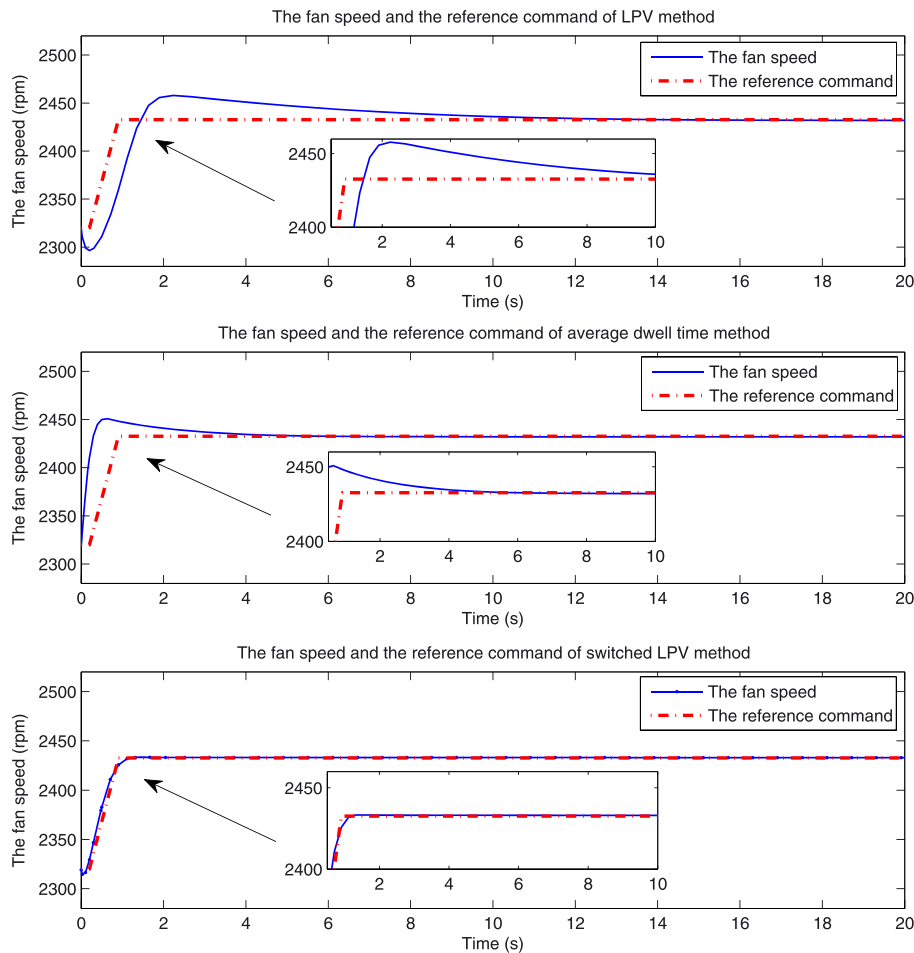 The fan speed and the reference command of LPV method
The fan speed (rpm)
2500
2450
2400
2350
2300
The fan speed
The reference command
2450
2400
2 4 6 8 10
0 2 4 6 8 10 12 14 16 18 20
Time (s)
The fan speed and the reference command of average dwell time method
The fan speed (rpm)
2500
2450
2400
2350
2300
The fan speed
The reference command
2450
2400
2 4 6 8 10
0 2 4 6 8 10 12 14 16 18 20
Time (s)
The fan speed and the reference command of switched LPV method
The fan speed (rpm)
2500
2450
2400
2350
2300
The fan speed
The reference command
2450
2400
2 4 6 8 10
0 2 4 6 8 10 12 14 16 18 20
Time (s)